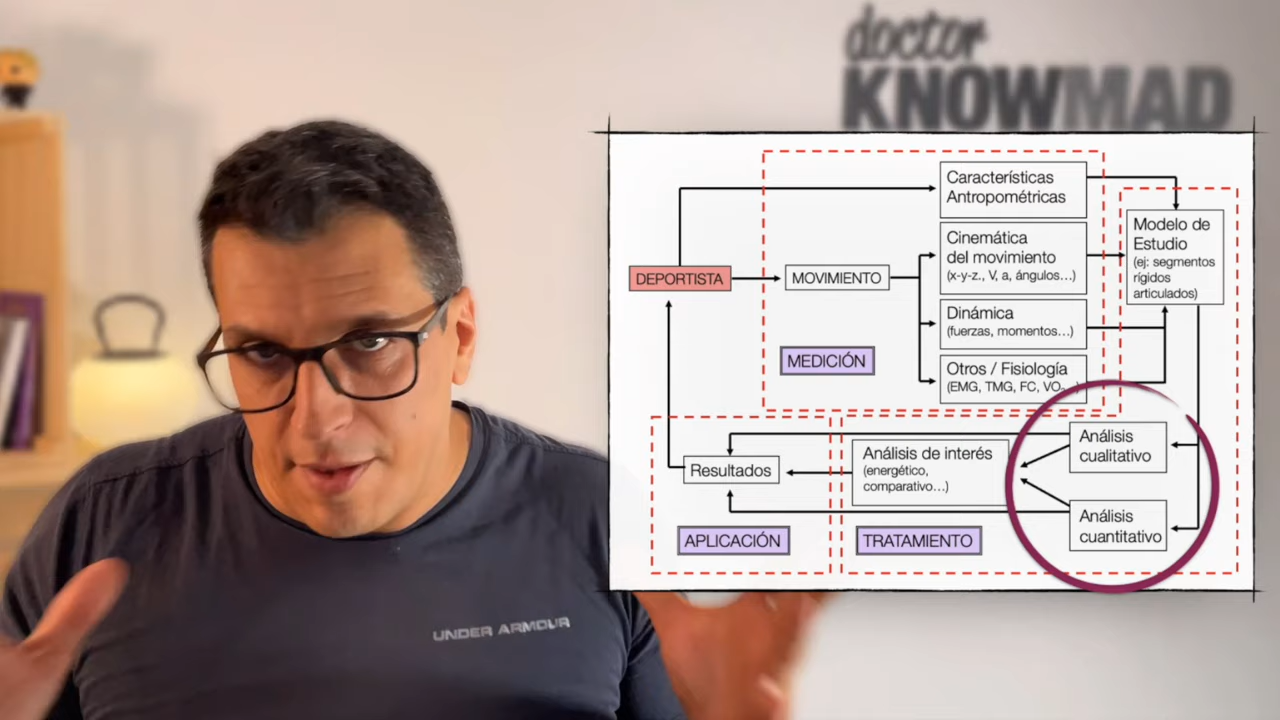 doctor
KNOWMAD
Características
Antropométricas
Cinemática
del movimiento
(x-y-z., V, a, ángulos...)
Modelo de
Estudio
(ej: segmentos
rígidos
articulados)
DEPORTISTA
MOVIMIENTO
Dinámica
(fuerzas, momentos...)
MEDICIÓN
Otros / Fisiología
(EMG, TMG, FC, VO
Análisis
cualitativo
Análisis de interés
(energético,
comparativo...)
Resultados
Análisis
cuantitativo
APLICACIÓN
TRATAMIENTO
UNDER ARMOUR